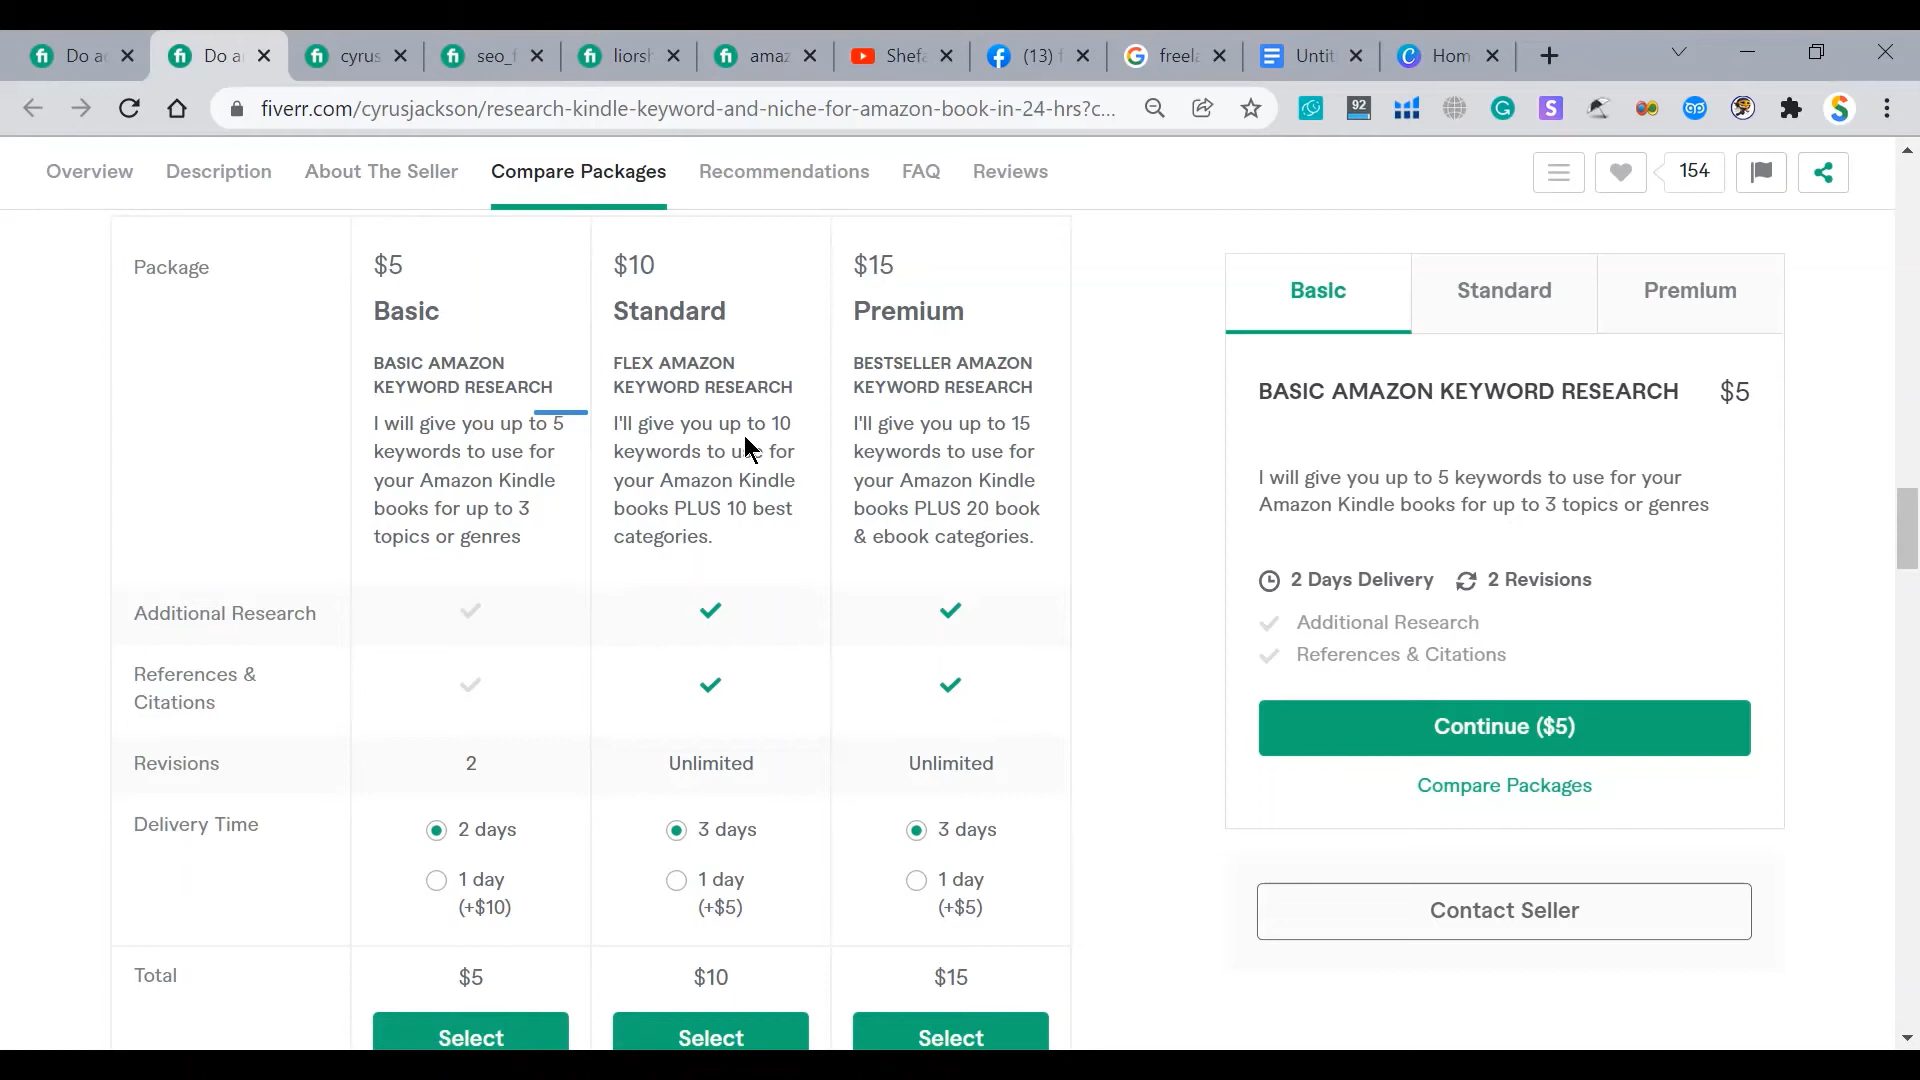 Do ac
Do a
cyrus
seo_f
liorsh
amaz
Shefa
(13) f
freela
Untit
Hom
fiverr.com/cyrusjackson/research-kindle-keyword-and-niche-for-amazon-book-in-24-hrs?c...
92
Overview
Description
About The Seller
Compare Packages
Recommendations
FAQ
Reviews
154
Package
$5
Basic
BASIC AMAZON
KEYWORD RESEARCH
I will give you up to 5
keywords to use for
your Amazon Kindle
books for up to 3
topics or genres
$10
Standard
FLEX AMAZON
KEYWORD RESEARCH
I'll give you up to 10
keywords to use for
your Amazon Kindle
books PLUS 10 best
categories.
$15
Premium
BESTSELLER AMAZON
KEYWORD RESEARCH
I'll give you up to 15
keywords to use for
your Amazon Kindle
books PLUS 20 book
& ebook categories.
Additional Research
References &
Citations
Revisions
2
Unlimited
Unlimited
Delivery Time
2 days
1 day
(+$10)
3 days
1 day
(+$5)
3 days
1 day
(+$5)
Total
$5
$10
$15
Select
Select
Select
Basic
Standard
Premium
BASIC AMAZON KEYWORD RESEARCH
$5
I will give you up to 5 keywords to use for your
Amazon Kindle books for up to 3 topics or genres
2 Days Delivery
2 Revisions
Additional Research
References & Citations
Continue ($5)
Compare Packages
Contact Seller